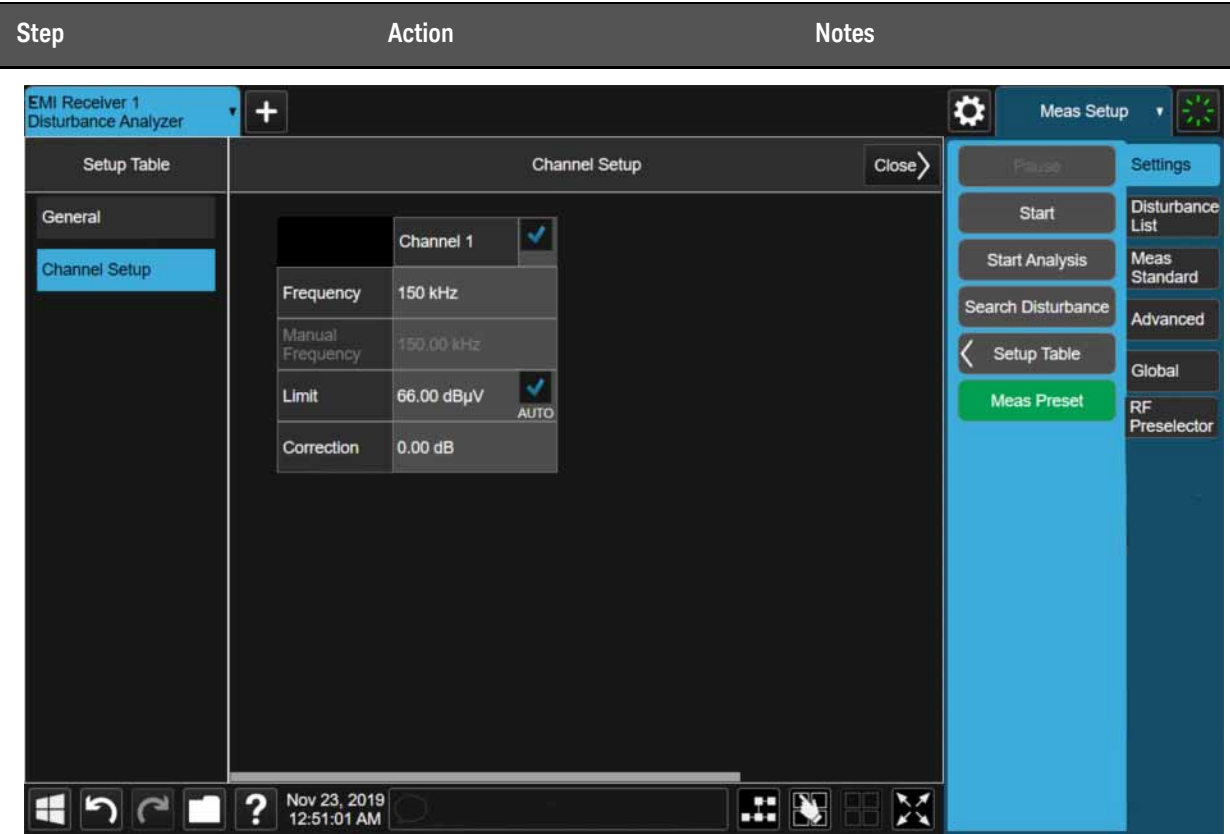 Step Action Notes
EMI Receiver 1
Disturbance Analyzer
+
Meas Setup
Setup Table
Channel Setup
Close
Pause
Settings
General
Channel Setup
Channel 1
Frequency 150 kHz
Manual
Frequency
150.00 kHz
Limit 66.00 dBµV
AUTO
Correction 0.00 dB
Start
Start Analysis
Search Disturbance
Setup Table
Meas Preset
Disturbance
List
Meas
Standard
Advanced
Global
RF
Preselector
?
Nov 23, 2019
12:51:01 AM